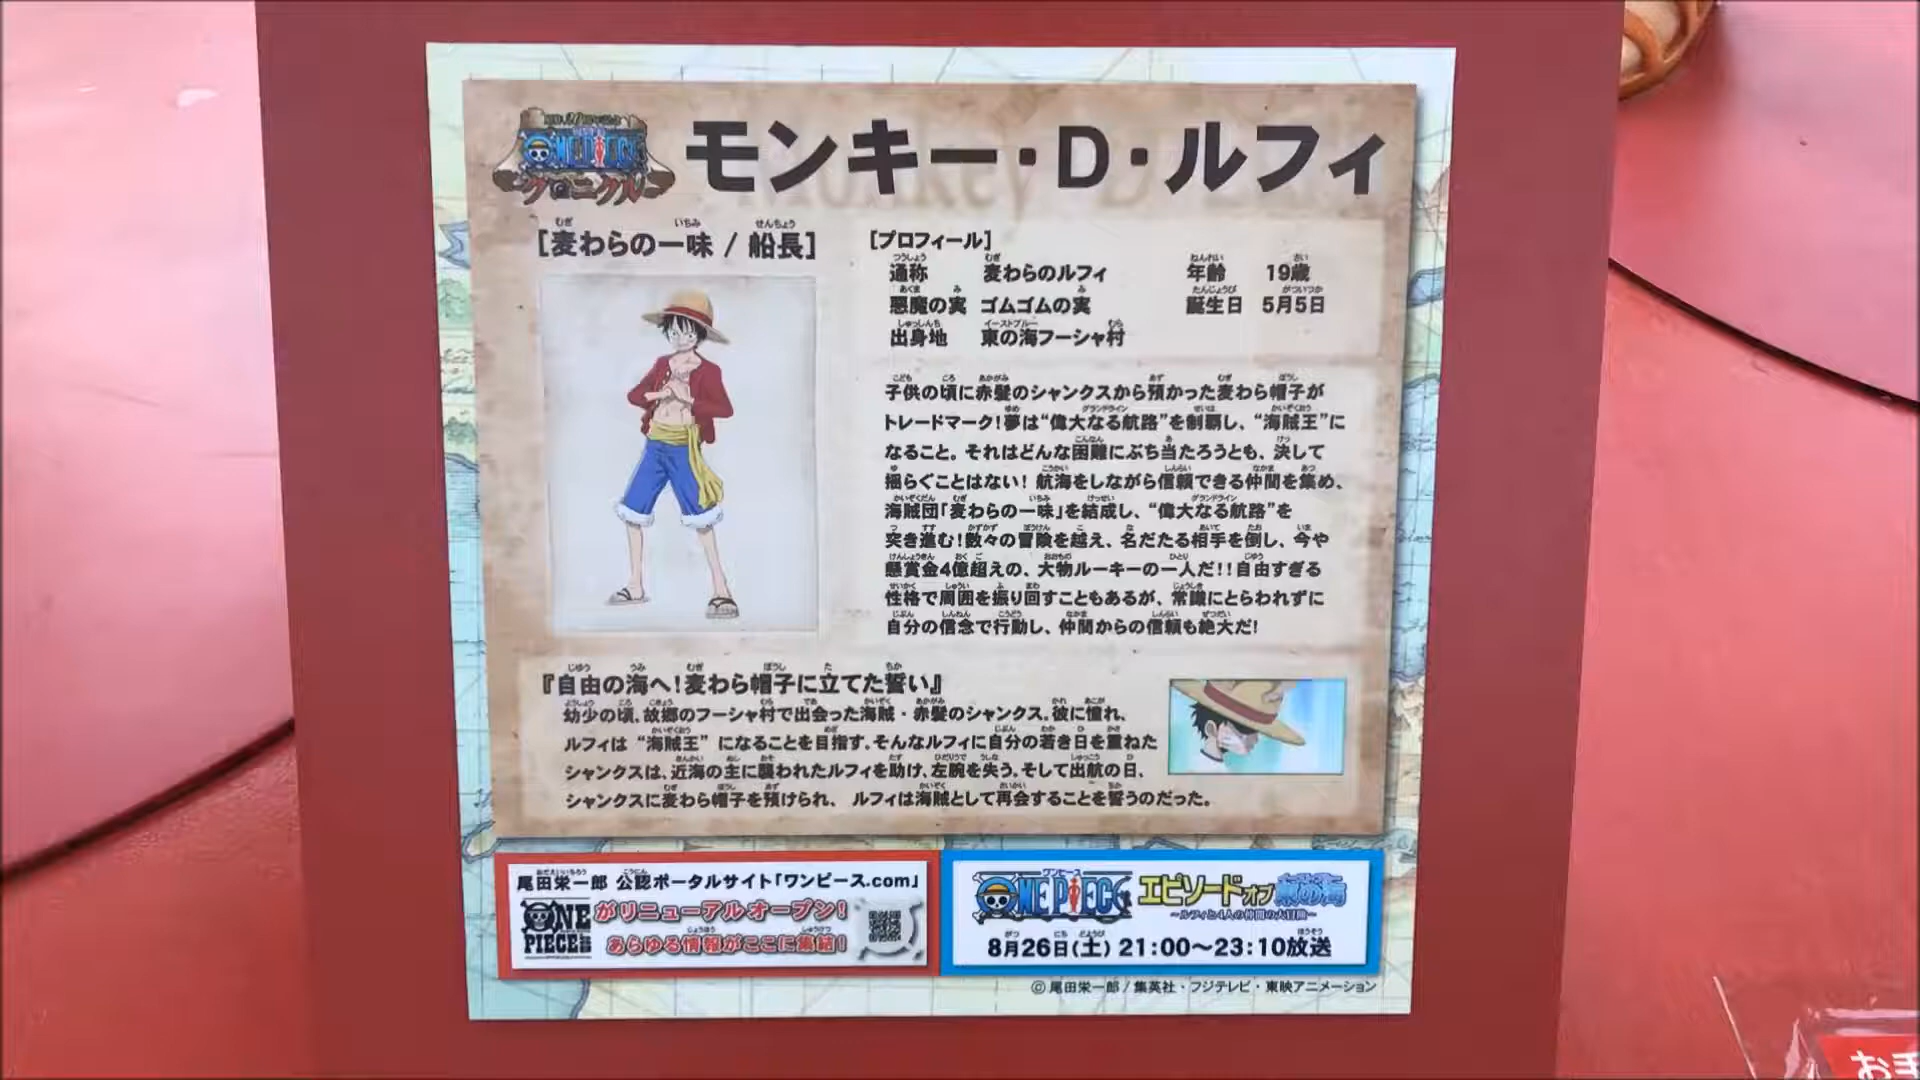 ONE PIECE
クロニクル
モンキー・D・ルフィ
[麦わらの一味 / 船長]
[プロフィール]
通称 麦わらのルフィ 年齢 19歳
悪魔の実 ゴムゴムの実 誕生日 5月5日
出身地 東の海フーシャ村
子供の頃に赤髪のシャンクスから預かった麦わら帽子が
トレードマーク!夢は“偉大なる航路”を制覇し、“海賊王”に
なること。それはどんな困難にぶち当たろうとも、決して
揺らぐことはない! 航海をしながら信頼できる仲間を集め、
海賊団「麦わらの一味」を結成し、“偉大なる航路”を
突き進む!数々の冒険を越え、名だたる相手を倒し、今や
懸賞金4億超えの、大物ルーキーの一人だ!!自由すぎる
性格で周囲を振り回すこともあるが、常識にとらわれずに
自分の信念で行動し、仲間からの信頼も絶大だ!
『自由の海へ!麦わら帽子に立てた誓い』
幼少の頃、故郷のフーシャ村で出会った海賊・赤髪のシャンクス。彼に憧れ、
ルフィは “海賊王” になることを目指す。そんなルフィに自分の若き日を重ねた
シャンクスは、近海の主に襲われたルフィを助け、左腕を失う。そして出航の日、
シャンクスに麦わら帽子を預けられ、 ルフィは海賊として再会することを誓うのだった。
尾田栄一郎 公認ポータルサイト「ワンピース.com」
ONE PIECE
がリニューアルオープン!
あらゆる情報がここに集結!
ワンピース
ONE PIECE エピソードオブ東の海
～ルフィと4人の仲間の大冒険～
8月26日(土) 21:00～23:10放送
© 尾田栄一郎 / 集英社・フジテレビ・東映アニメーション